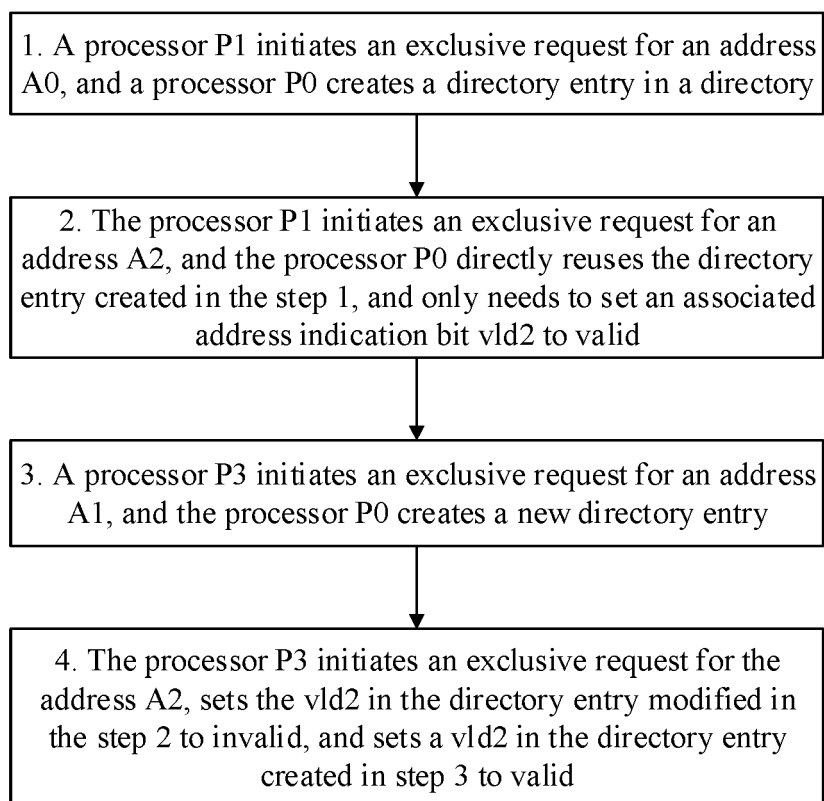 1. A processor P1 initiates an exclusive request for an address
A0, and a processor P0 creates a directory entry in a directory
2. The processor P1 initiates an exclusive request for an
address A2, and the processor P0 directly reuses the directory
entry created in the step 1, and only needs to set an associated
address indication bit vld2 to valid
3. A processor P3 initiates an exclusive request for an address
A1, and the processor P0 creates a new directory entry
4. The processor P3 initiates an exclusive request for the
address A2, sets the vld2 in the directory entry modified in
the step 2 to invalid, and sets a vld2 in the directory entry
created in step 3 to valid